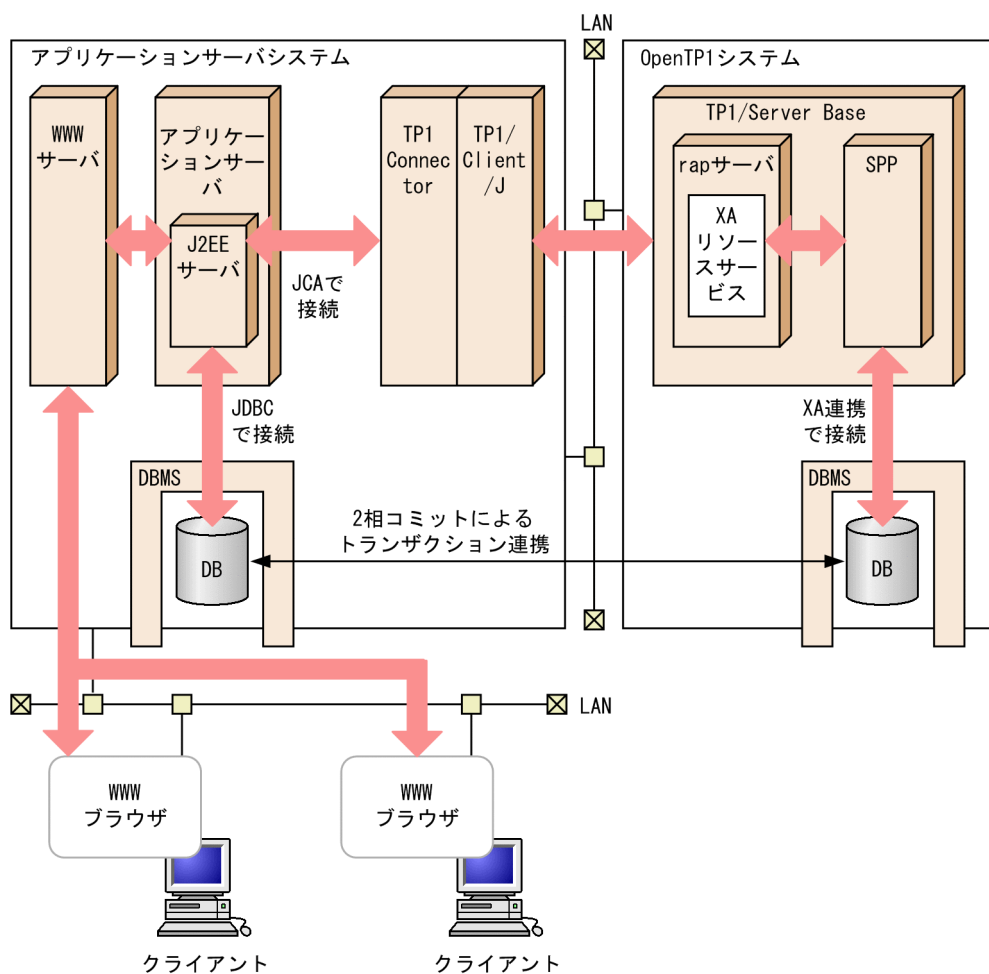 LAN
アプリケーションサーバシステム
OpenTP1システム
WWW
サーバ
アプリケー
ションサー
バ
J2EE
サーバ
TP1
Connec
tor
TP1/
Client
/J
TP1/Server Base
rapサーバ
XA
リソー
スサー
ビス
SPP
JCAで
接続
JDBC
で接続
XA連携
で接続
DBMS
DB
2相コミットによる
トランザクション連携
DBMS
DB
LAN
WWW
ブラウザ
WWW
ブラウザ
クライアント
クライアント